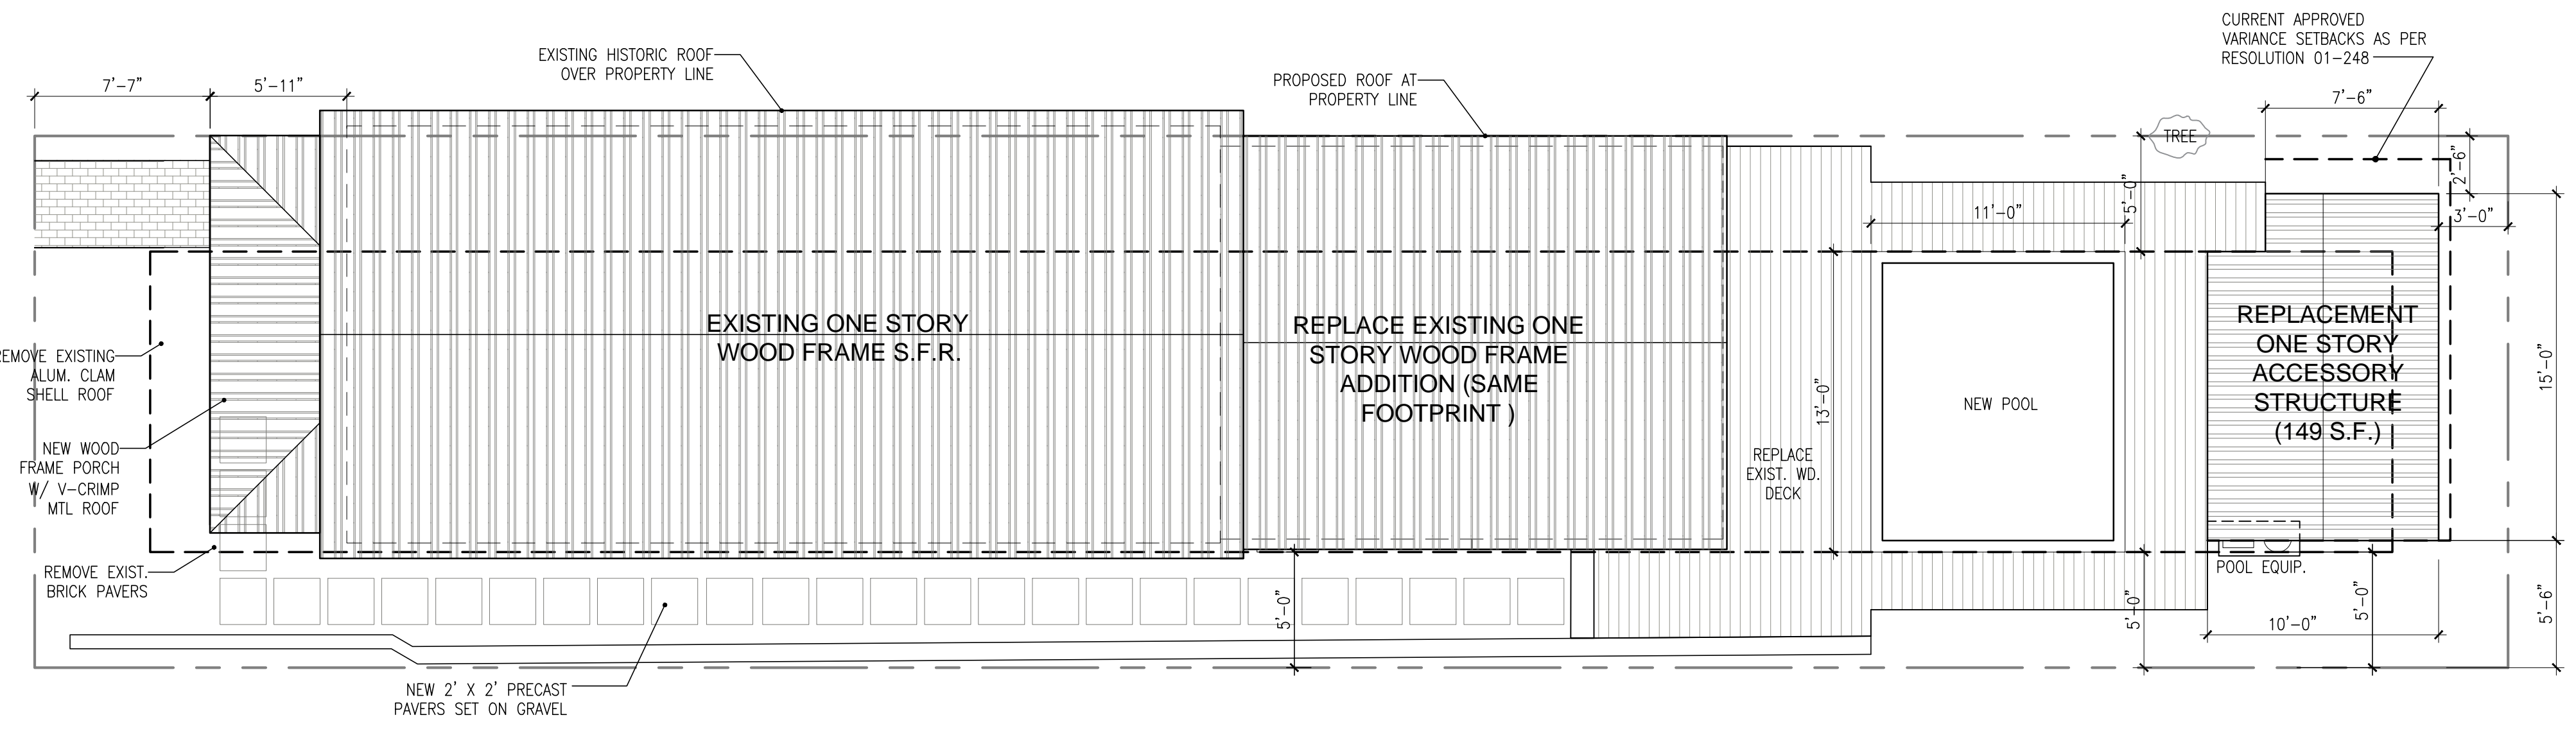 CURRENT APPROVED
VARIANCE SETBACKS AS PER
RESOLUTION 01-248
EXISTING HISTORIC ROOF
OVER PROPERTY LINE
PROPOSED ROOF AT
PROPERTY LINE
7'-7"
5'-11"
7'-6"
TREE
2'-6"
5'-0"
11'-0"
3'-0"
EXISTING ONE STORY
WOOD FRAME S.F.R.
REPLACE EXISTING ONE
STORY WOOD FRAME
ADDITION (SAME
FOOTPRINT )
13'-0"
NEW POOL
REPLACEMENT
ONE STORY
ACCESSORY
STRUCTURE
(149 S.F.)
15'-0"
REMOVE EXISTING
ALUM. CLAM
SHELL ROOF
NEW WOOD
FRAME PORCH
W/ V-CRIMP
MTL ROOF
REPLACE
EXIST. WD.
DECK
REMOVE EXIST.
BRICK PAVERS
POOL EQUIP.
5'-0"
5'-0"
5'-0"
5'-6"
10'-0"
NEW 2' X 2' PRECAST
PAVERS SET ON GRAVEL